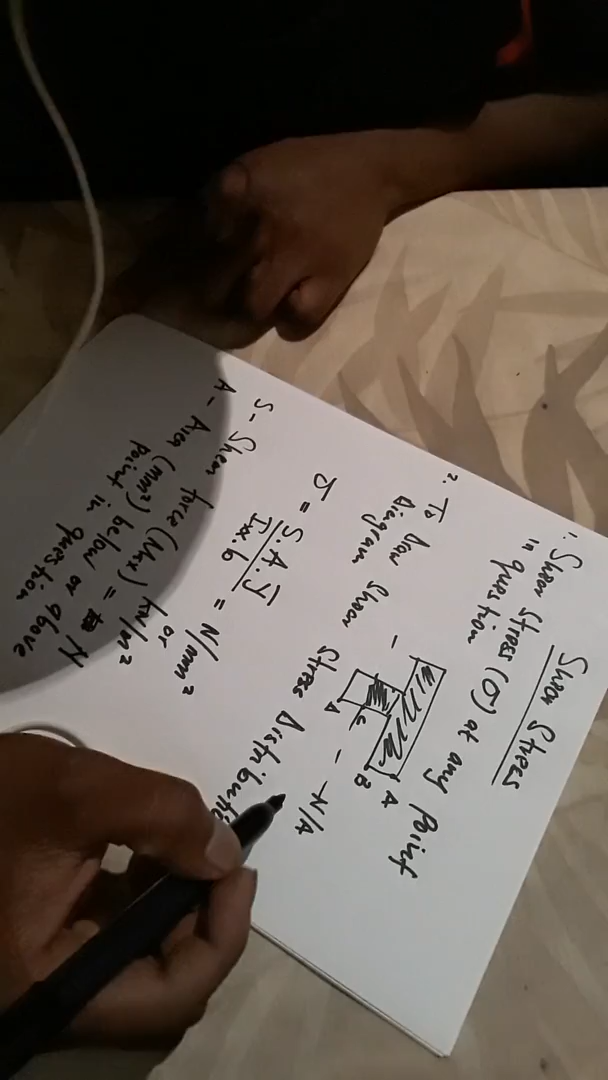 Shear Stress
1. Shear Stress (σ) at any point
in question
A
B
C
D
- N/A
2. To draw Shear Stress Distribution
Diagram
σ = S.A.ȳ / Ixx.b = N/mm²
or
kN/m²
S - Shear force (Max) = N
A - Area (mm²) below or above
point in question